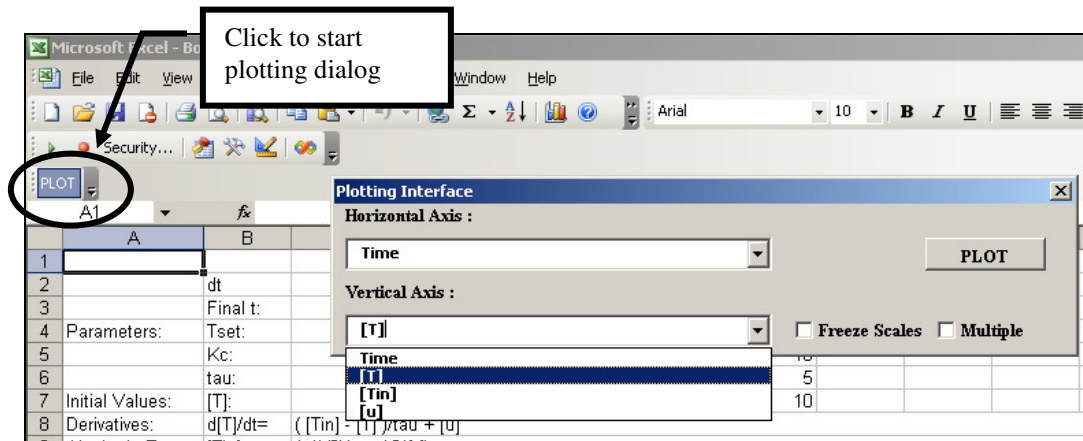 Click to start
plotting dialog
Microsoft Excel - Bo
File Edit View Window Help
Arial 10 B I U
Security...
PLOT
A1 fx
Plotting Interface
Horizontal Axis :
Time
PLOT
Vertical Axis :
[T]
Freeze Scales Multiple
Time
[T]
[Tin]
[u]
A B
1
2 dt
3 Final t:
4 Parameters: Tset:
5 Kc:
6 tau: 5
7 Initial Values: [T]: 10
8 Derivatives: d[T]/dt= ( [Tin] - [T] )/tau + [u]